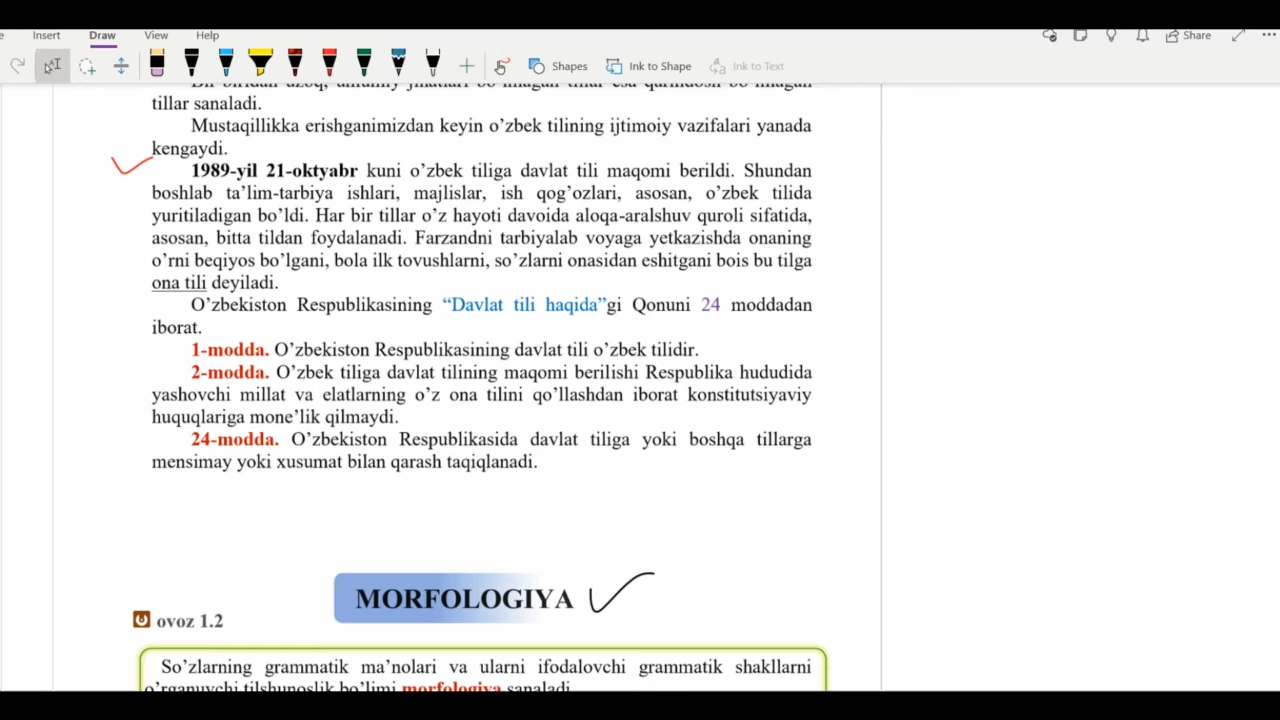 Insert Draw View Help
Share
Shapes Ink to Shape Ink to Text
tillar sanaladi.
Mustaqillikka erishganimizdan keyin o’zbek tilining ijtimoiy vazifalari yanada
kengaydi.
1989-yil 21-oktyabr kuni o’zbek tiliga davlat tili maqomi berildi. Shundan
boshlab ta’lim-tarbiya ishlari, majlislar, ish qog’ozlari, asosan, o’zbek tilida
yuritiladigan bo’ldi. Har bir tillar o’z hayoti davoida aloqa-aralshuv quroli sifatida,
asosan, bitta tildan foydalanadi. Farzandni tarbiyalab voyaga yetkazishda onaning
o’rni beqiyos bo’lgani, bola ilk tovushlarni, so’zlarni onasidan eshitgani bois bu tilga
ona tili deyiladi.
O’zbekiston Respublikasining “Davlat tili haqida”gi Qonuni 24 moddadan
iborat.
1-modda. O’zbekiston Respublikasining davlat tili o’zbek tilidir.
2-modda. O’zbek tiliga davlat tilining maqomi berilishi Respublika hududida
yashovchi millat va elatlarning o’z ona tilini qo’llashdan iborat konstitutsiyaviy
huquqlariga mone’lik qilmaydi.
24-modda. O’zbekiston Respublikasida davlat tiliga yoki boshqa tillarga
mensimay yoki xusumat bilan qarash taqiqlanadi.
MORFOLOGIYA
ovoz 1.2
So’zlarning grammatik ma’nolari va ularni ifodalovchi grammatik shakllarni
o’rganuvchi tilshunoslik bo’limi morfologiya sanaladi